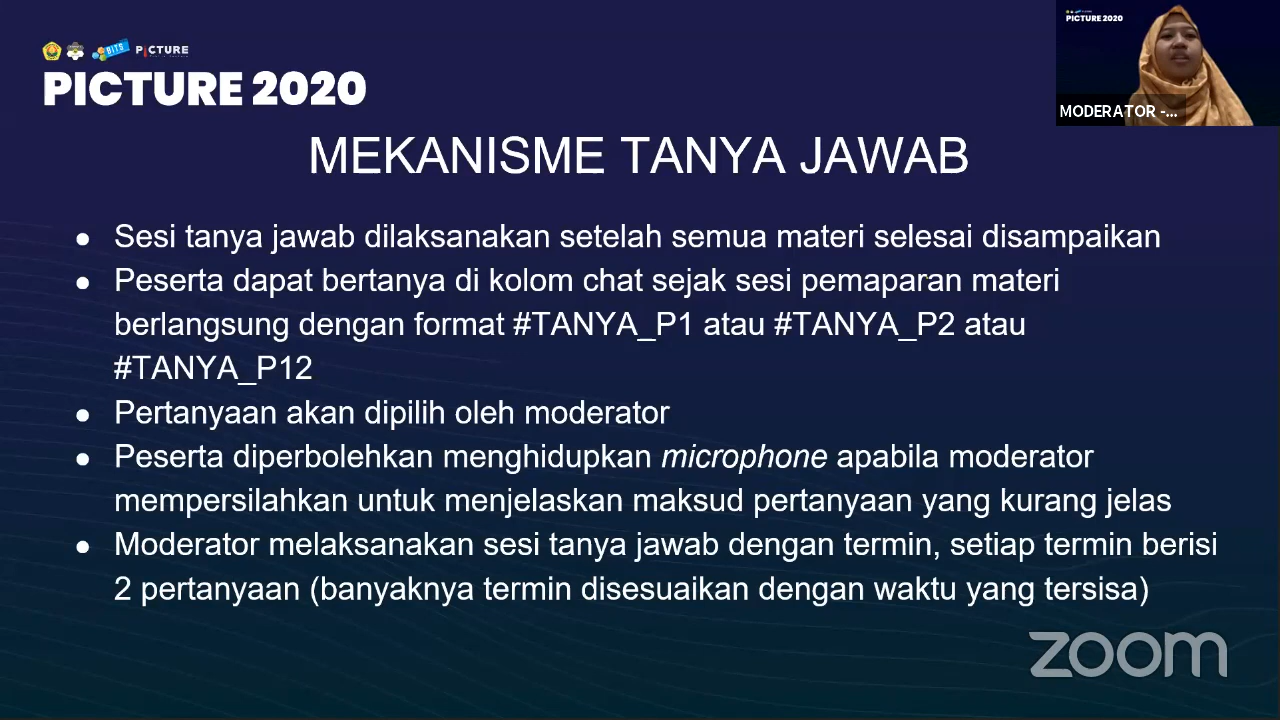 BITS PICTURE
PICTURE 2020
PICTURE 2020
MODERATOR -...
MEKANISME TANYA JAWAB
● Sesi tanya jawab dilaksanakan setelah semua materi selesai disampaikan
● Peserta dapat bertanya di kolom chat sejak sesi pemaparan materi
berlangsung dengan format #TANYA_P1 atau #TANYA_P2 atau
#TANYA_P12
● Pertanyaan akan dipilih oleh moderator
● Peserta diperbolehkan menghidupkan microphone apabila moderator
mempersilahkan untuk menjelaskan maksud pertanyaan yang kurang jelas
● Moderator melaksanakan sesi tanya jawab dengan termin, setiap termin berisi
2 pertanyaan (banyaknya termin disesuaikan dengan waktu yang tersisa)
zoom